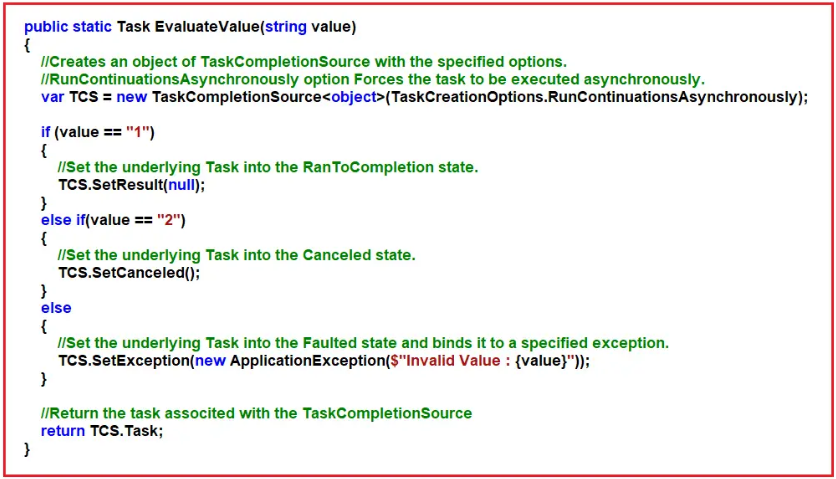 public static Task EvaluateValue(string value)
{
//Creates an object of TaskCompletionSource with the specified options.
//RunContinuationsAsynchronously option Forces the task to be executed asynchronously.
var TCS = new TaskCompletionSource<object>(TaskCreationOptions.RunContinuationsAsynchronously);
if (value == "1")
{
//Set the underlying Task into the RanToCompletion state.
TCS.SetResult(null);
}
else if(value == "2")
{
//Set the underlying Task into the Canceled state.
TCS.SetCanceled();
}
else
{
//Set the underlying Task into the Faulted state and binds it to a specified exception.
TCS.SetException(new ApplicationException($"Invalid Value : {value}"));
}
//Return the task associted with the TaskCompletionSource
return TCS.Task;
}